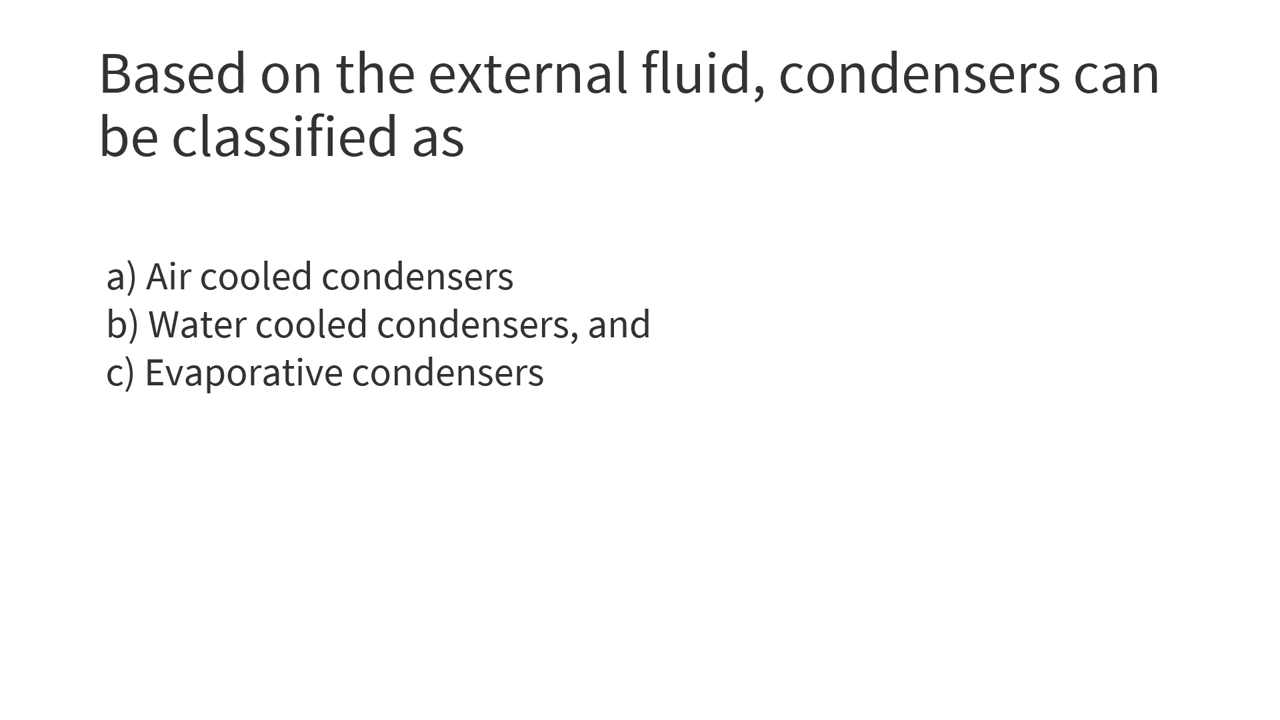 Based on the external fluid, condensers can
be classified as
a) Air cooled condensers
b) Water cooled condensers, and
c) Evaporative condensers